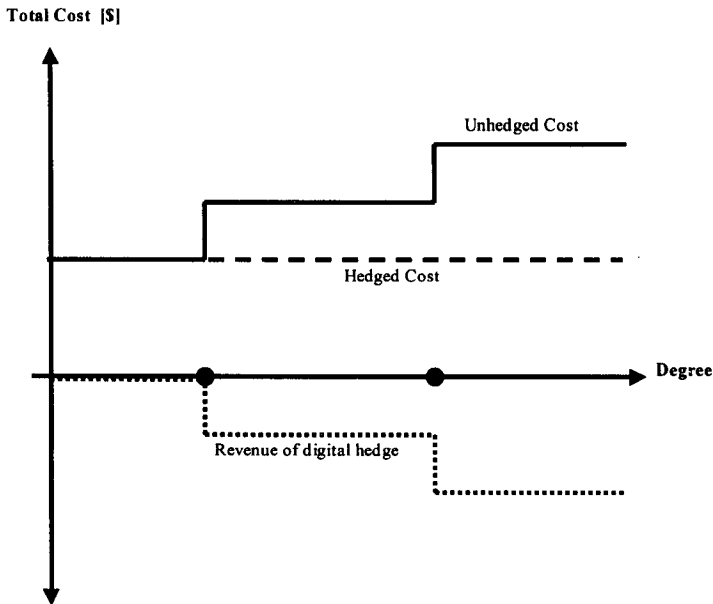 Total Cost [$]
Unhedged Cost
Hedged Cost
Degree
Revenue of digital hedge